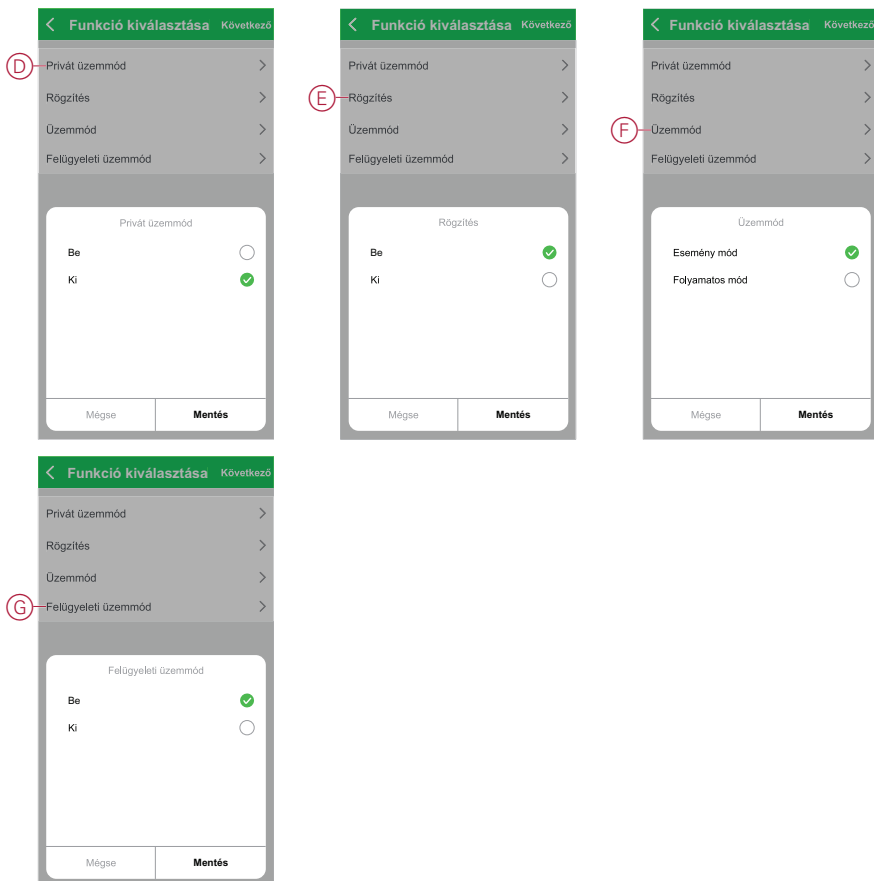 Funkció kiválasztása Következő
D Privát üzemmód
Rögzítés
Üzemmód
Felügyeleti üzemmód
Privát üzemmód
Be
Ki
Mégse Mentés
Funkció kiválasztása Következő
Privát üzemmód
E Rögzítés
Üzemmód
Felügyeleti üzemmód
Rögzítés
Be
Ki
Mégse Mentés
Funkció kiválasztása Következő
Privát üzemmód
Rögzítés
F Üzemmód
Felügyeleti üzemmód
Üzemmód
Esemény mód
Folyamatos mód
Mégse Mentés
Funkció kiválasztása Következő
Privát üzemmód
Rögzítés
Üzemmód
G Felügyeleti üzemmód
Felügyeleti üzemmód
Be
Ki
Mégse Mentés